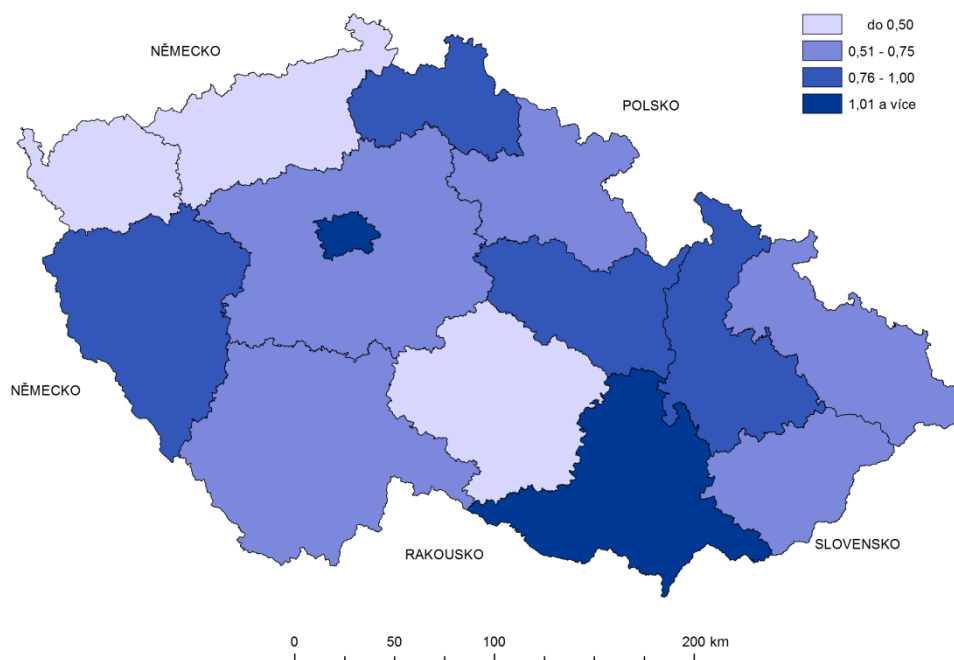 do 0,50
NĚMECKO
0,51 - 0,75
0,76 - 1,00
POLSKO
1,01 a více
NĚMECKO
RAKOUSKO
SLOVENSKO
0 50 100 200 km